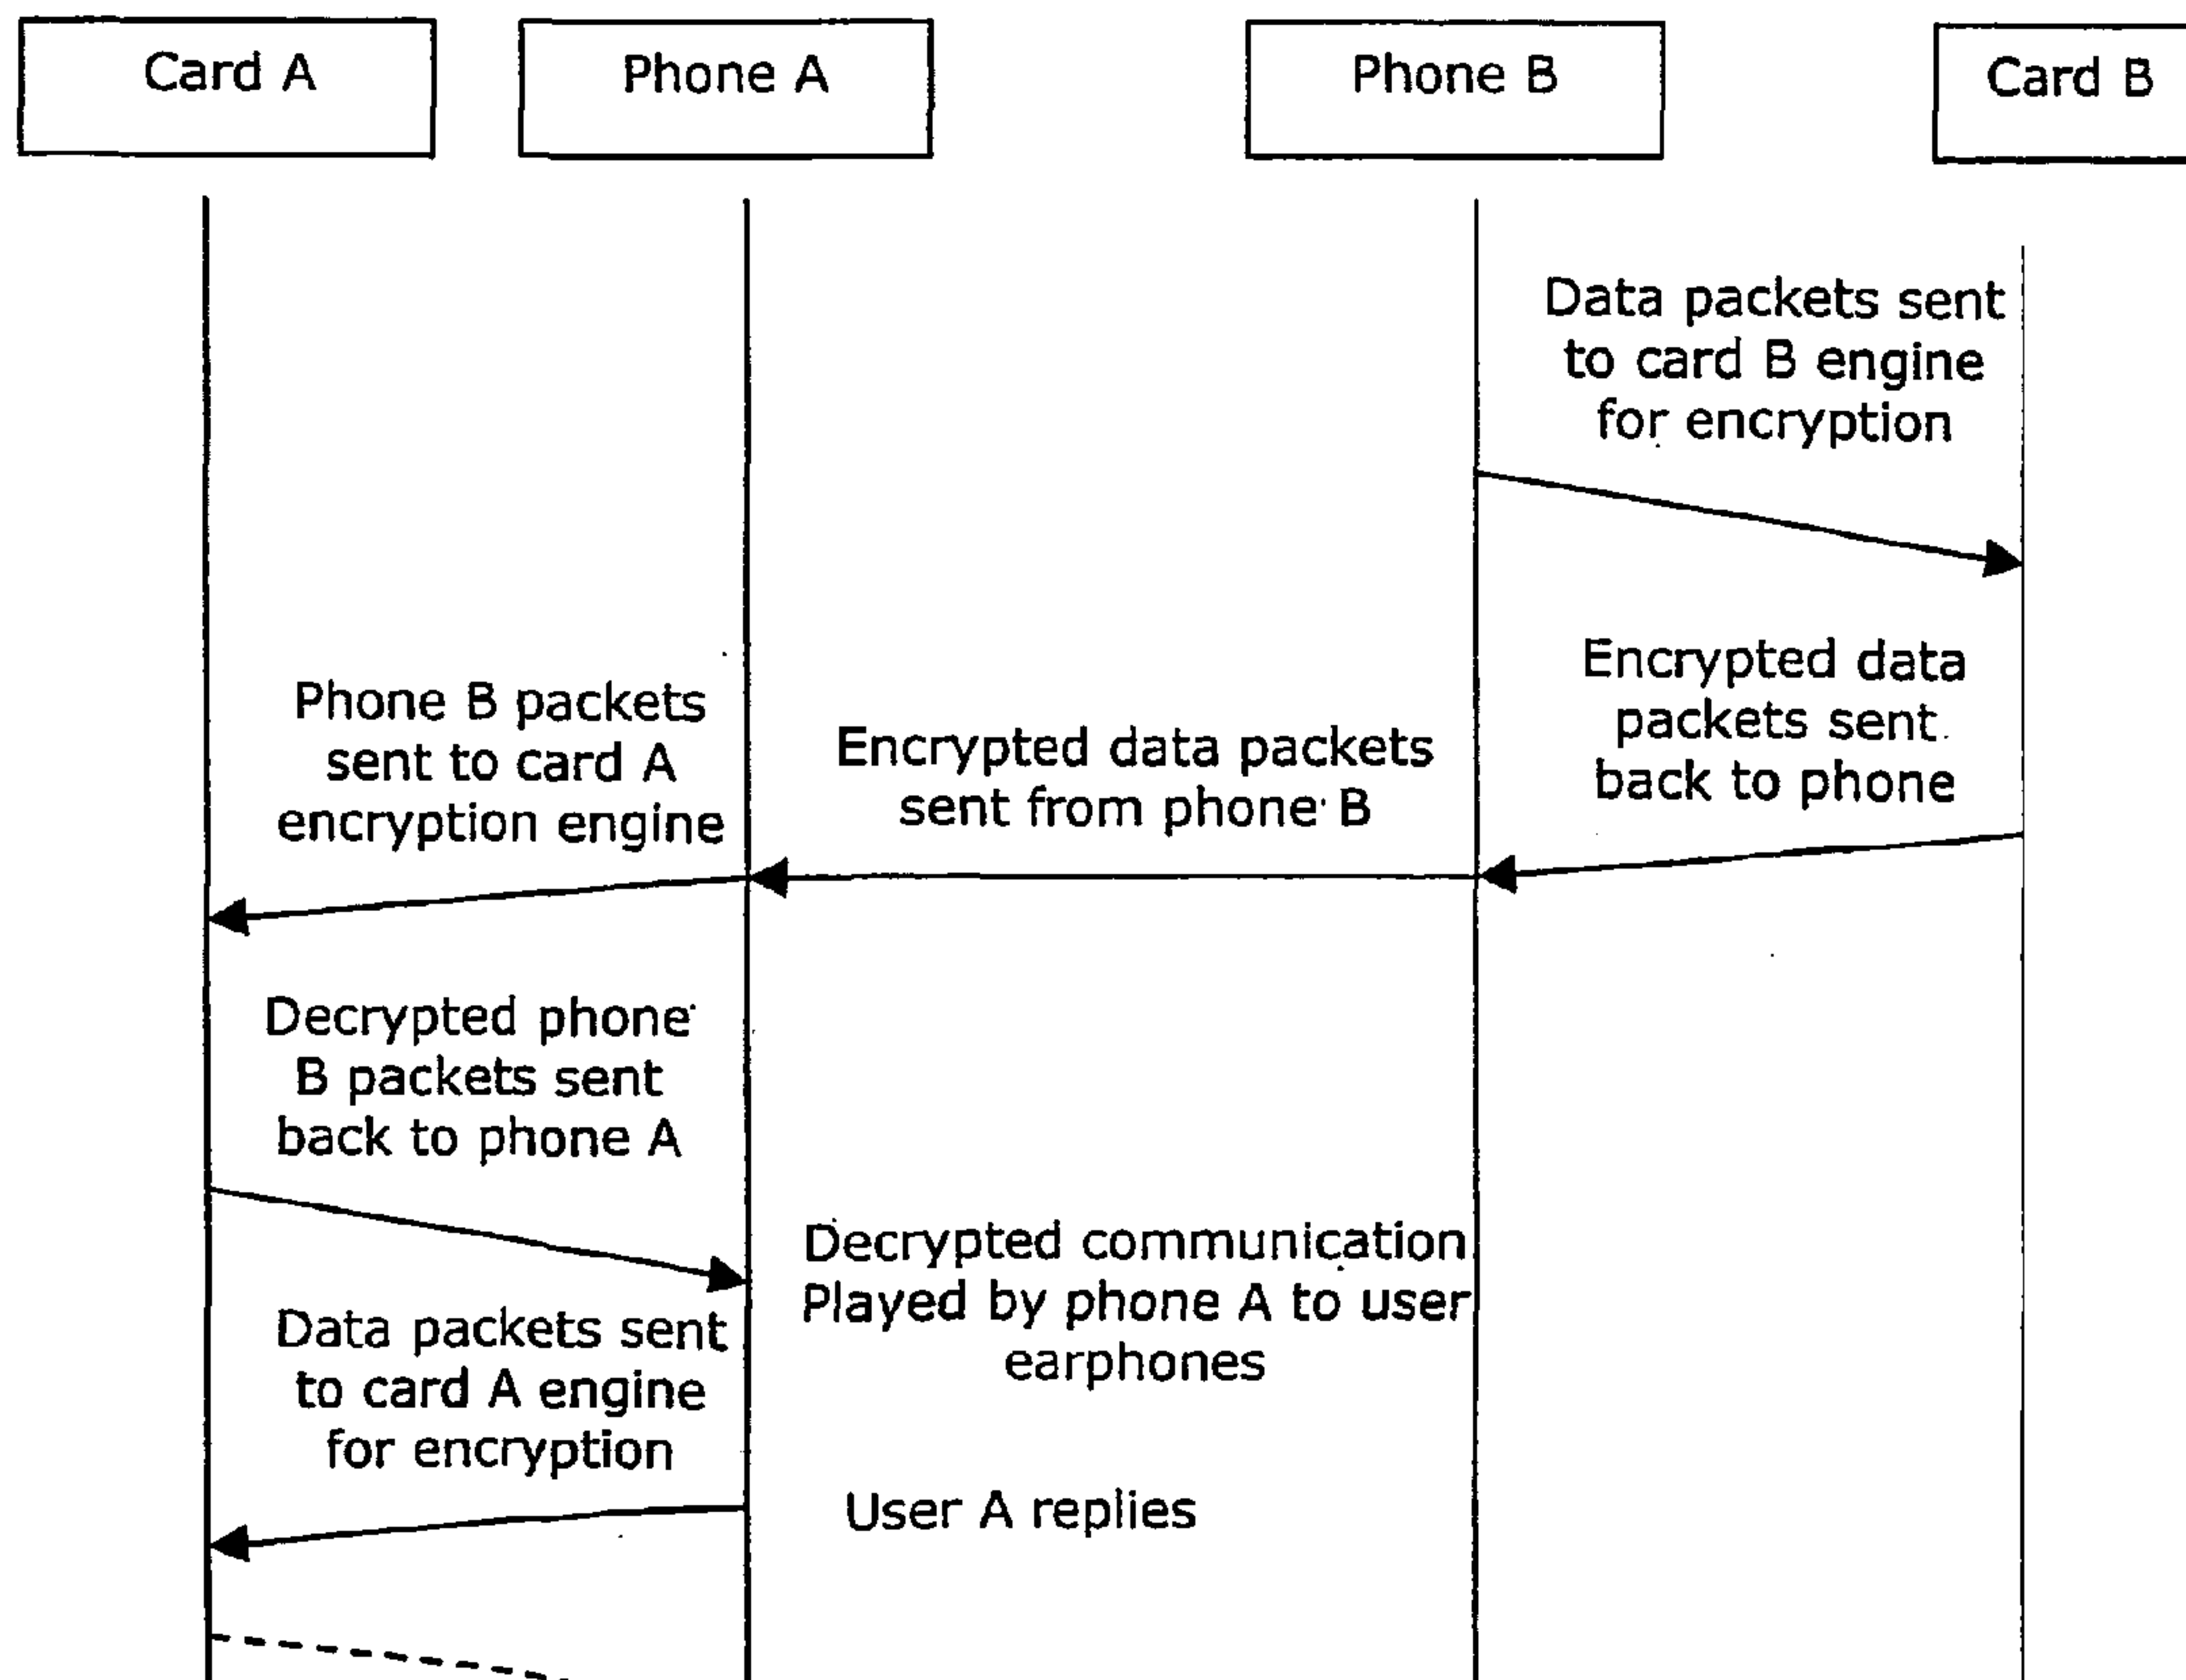 Card A
Phone A
Phone B
Card B
Data packets sent
to card B engine
for encryption
Encrypted data
packets sent
back to phone
Encrypted data packets
sent from phone B
Phone B packets
sent to card A
encryption engine
Decrypted phone
B packets sent
back to phone A
Decrypted communication
Played by phone A to user
earphones
Data packets sent
to card A engine
for encryption
User A replies